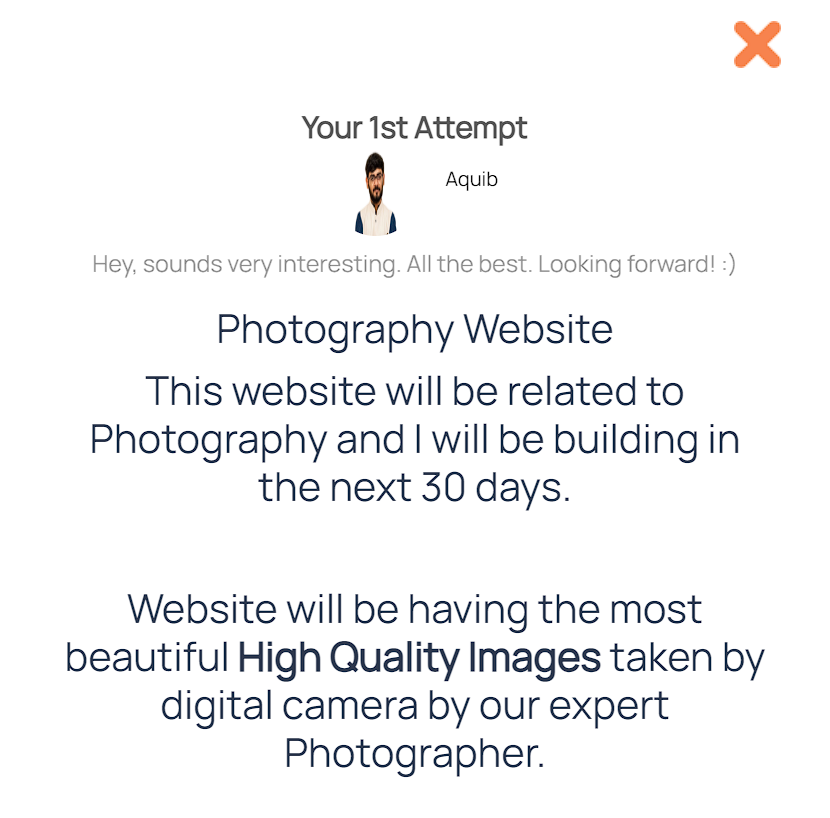 Your 1st Attempt
Aquib
Hey, sounds very interesting. All the best. Looking forward! :)
Photography Website
This website will be related to
Photography and I will be building in
the next 30 days.
Website will be having the most
beautiful High Quality Images taken by
digital camera by our expert
Photographer.